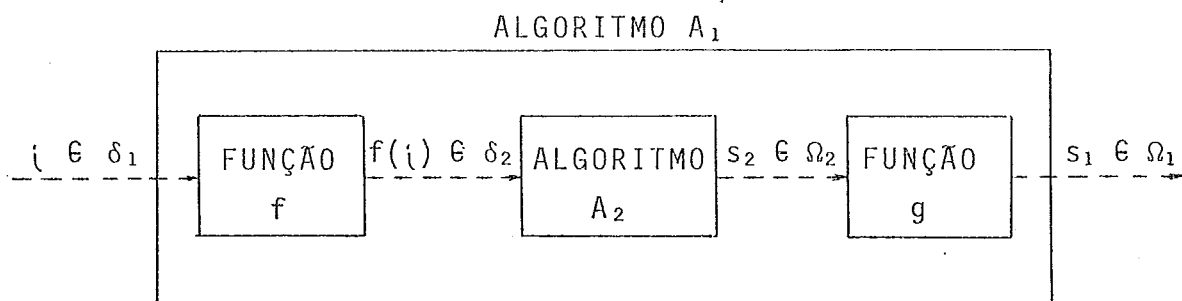 ALGORITMO A₁
i ∈ δ₁
FUNÇÃO
f
f(i) ∈ δ₂
ALGORITMO
A₂
s₂ ∈ Ω₂
FUNÇÃO
g
s₁ ∈ Ω₁